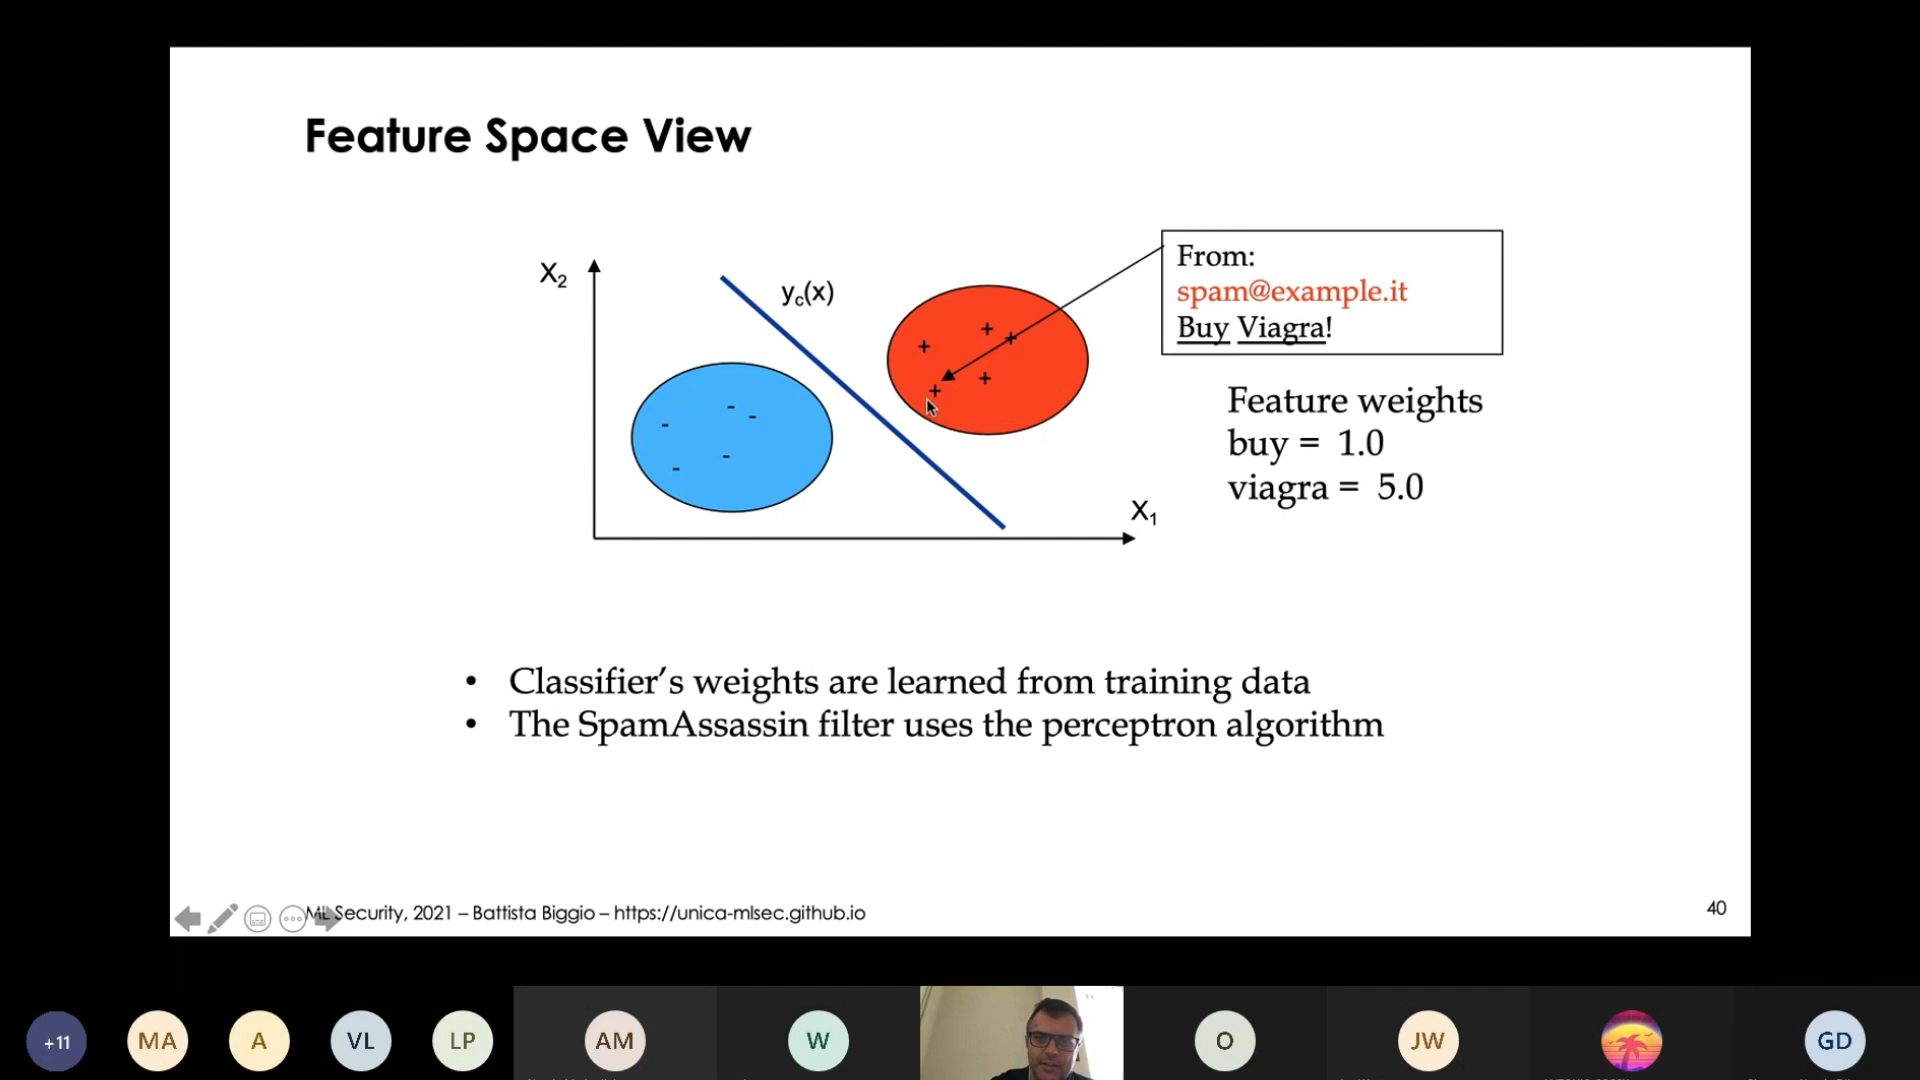 Feature Space View
X2
yc(x)
From:
spam@example.it
Buy Viagra!
Feature weights
buy = 1.0
viagra = 5.0
X1
+
+
+
+
+
-
-
-
-
-
• Classifier’s weights are learned from training data
• The SpamAssassin filter uses the perceptron algorithm
ML Security, 2021 – Battista Biggio – https://unica-mlsec.github.io
40
+11
MA
A
VL
LP
AM
W
O
JW
GD